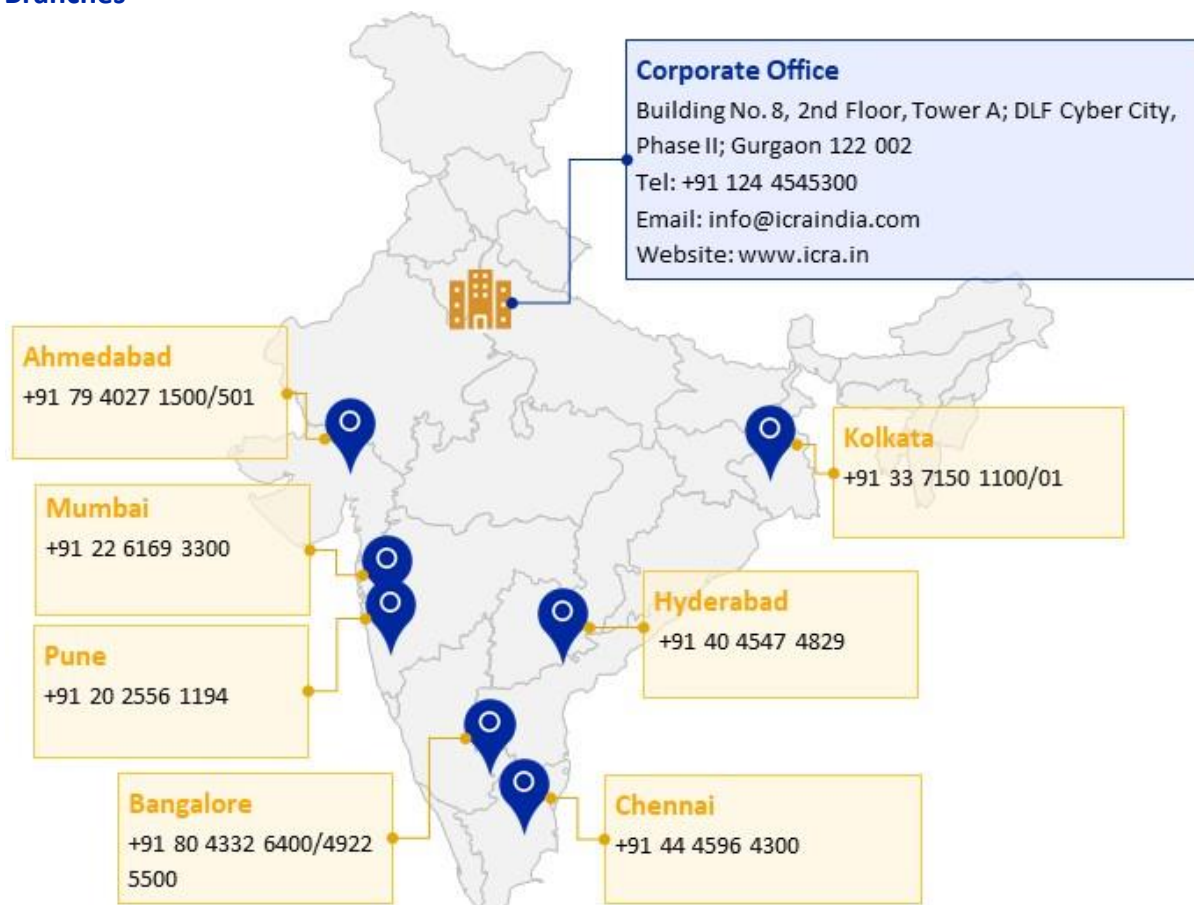 Branches
Corporate Office
Building No. 8, 2nd Floor, Tower A; DLF Cyber City,
Phase II; Gurgaon 122 002
Tel: +91 124 4545300
Email: info@icraindia.com
Website: www.icra.in
Ahmedabad
+91 79 4027 1500/501
Kolkata
+91 33 7150 1100/01
Mumbai
+91 22 6169 3300
Hyderabad
+91 40 4547 4829
Pune
+91 20 2556 1194
Bangalore
+91 80 4332 6400/4922
5500
Chennai
+91 44 4596 4300